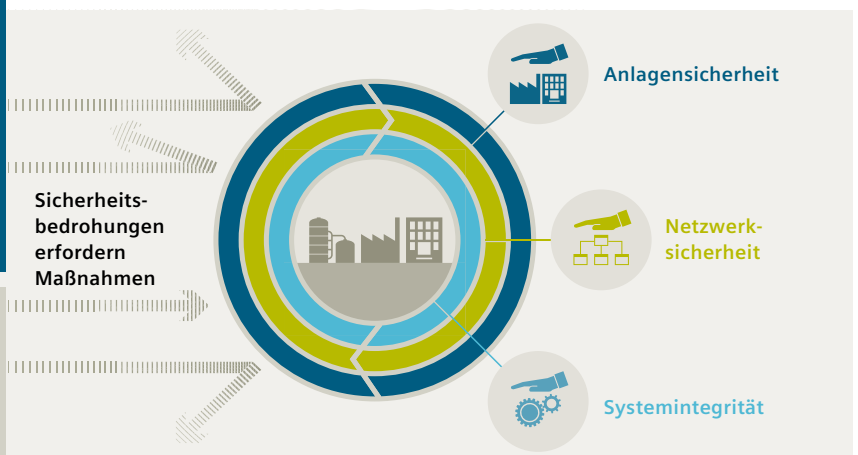 Sicherheits-
bedrohungen
erfordern
Maßnahmen
Anlagensicherheit
Netzwerk-
sicherheit
Systemintegrität